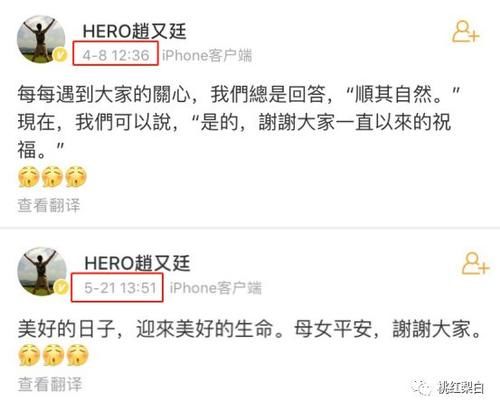 HERO趙又廷
4-8 12:36 iPhone客户端
每每遇到大家的關心，我們總是回答，“順其自然。”
現在，我們可以說，“是的，謝謝大家一直以來的祝
福。”
查看翻译
HERO趙又廷
5-21 13:51 iPhone客户端
美好的日子，迎來美好的生命。母女平安，謝謝大家。
查看翻译
桃红梨白